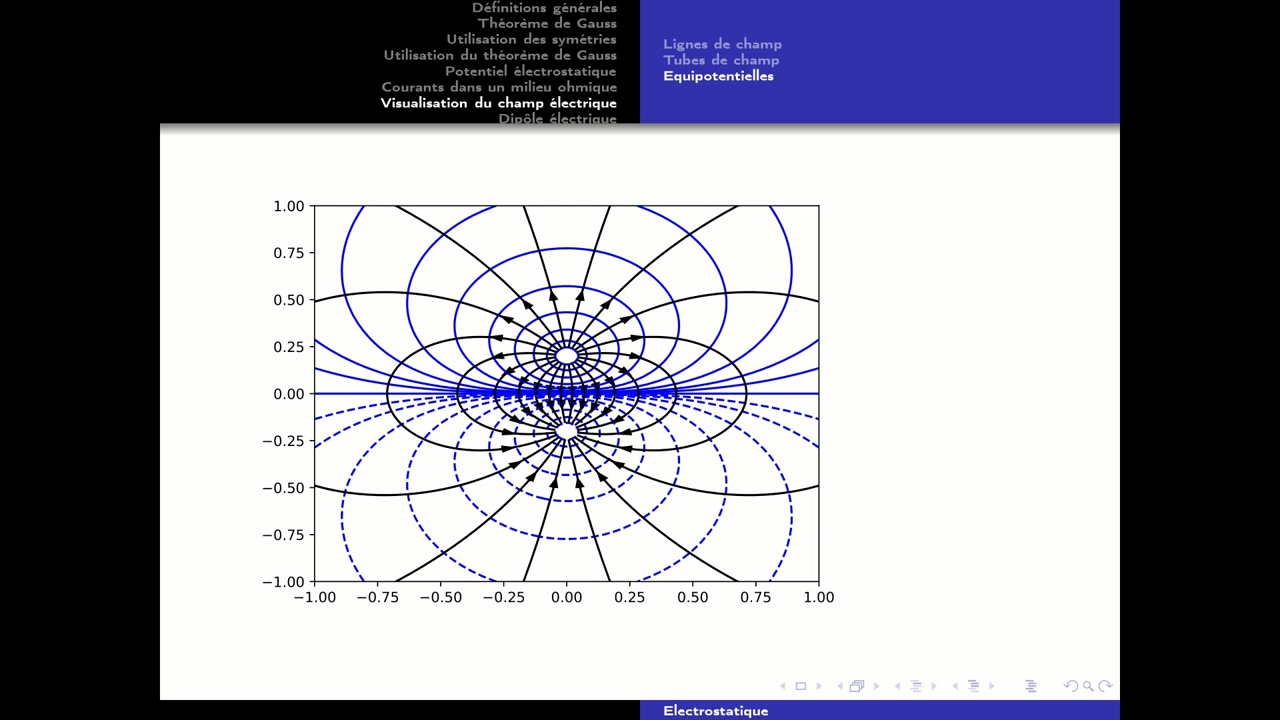 Définitions générales
Théorème de Gauss
Utilisation des symétries
Utilisation du théorème de Gauss
Potentiel électrostatique
Courants dans un milieu ohmique
Visualisation du champ électrique
Dipôle électrique
Lignes de champ
Tubes de champ
Equipotentielles
1.00
0.75
0.50
0.25
0.00
−0.25
−0.50
−0.75
−1.00
−1.00 −0.75 −0.50 −0.25 0.00 0.25 0.50 0.75 1.00
Electrostatique